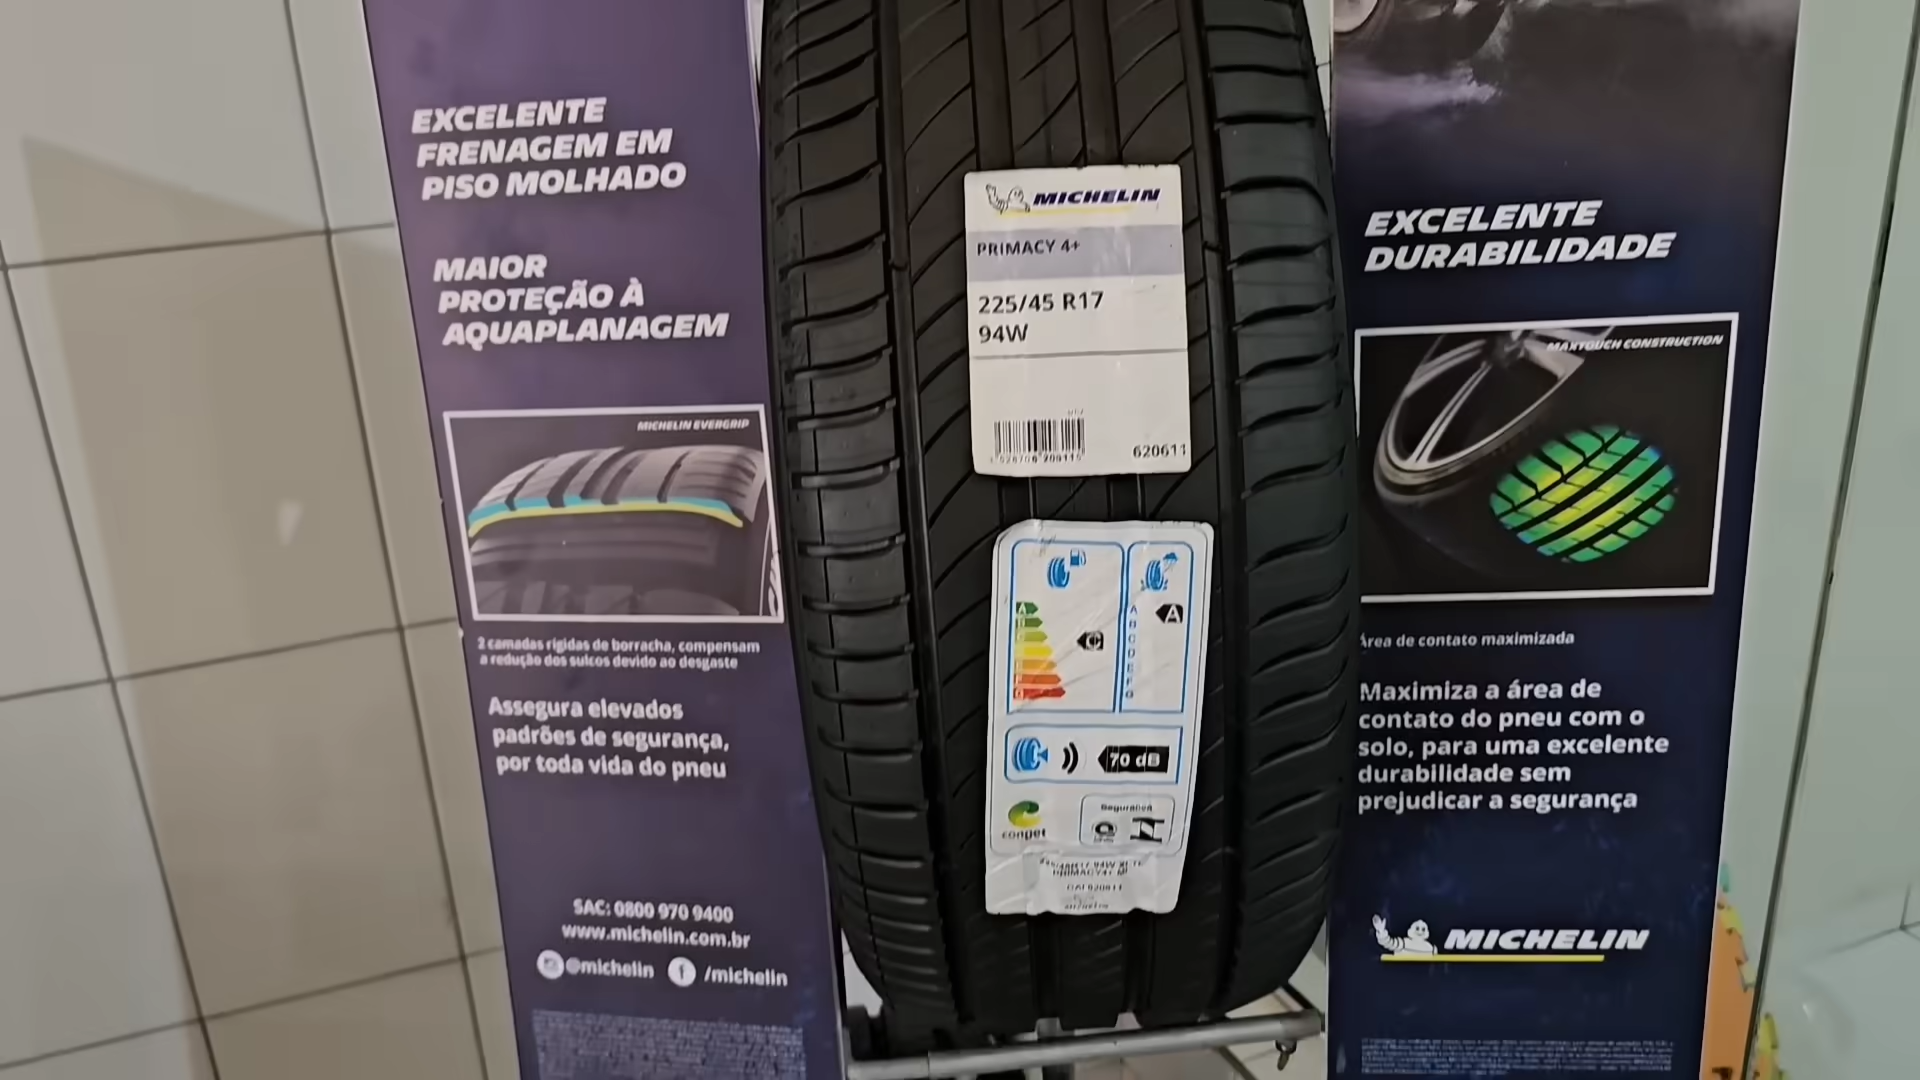 EXCELENTE
FRENAGEM EM
PISO MOLHADO
MAIOR
PROTEÇÃO À
AQUAPLANAGEM
MICHELIN EVERGRIP
2 camadas rígidas de borracha, compensam
a redução dos sulcos devido ao desgaste
Assegura elevados
padrões de segurança,
por toda vida do pneu
SAC: 0800 970 9400
www.michelin.com.br
@michelin /michelin
MICHELIN
PRIMACY 4+
225/45 R17
94W
620611
A
C
A
G
70 dB
conpet
Segurança
EXCELENTE
DURABILIDADE
MAXTOUCH CONSTRUCTION
Área de contato maximizada
Maximiza a área de
contato do pneu com o
solo, para uma excelente
durabilidade sem
prejudicar a segurança
MICHELIN